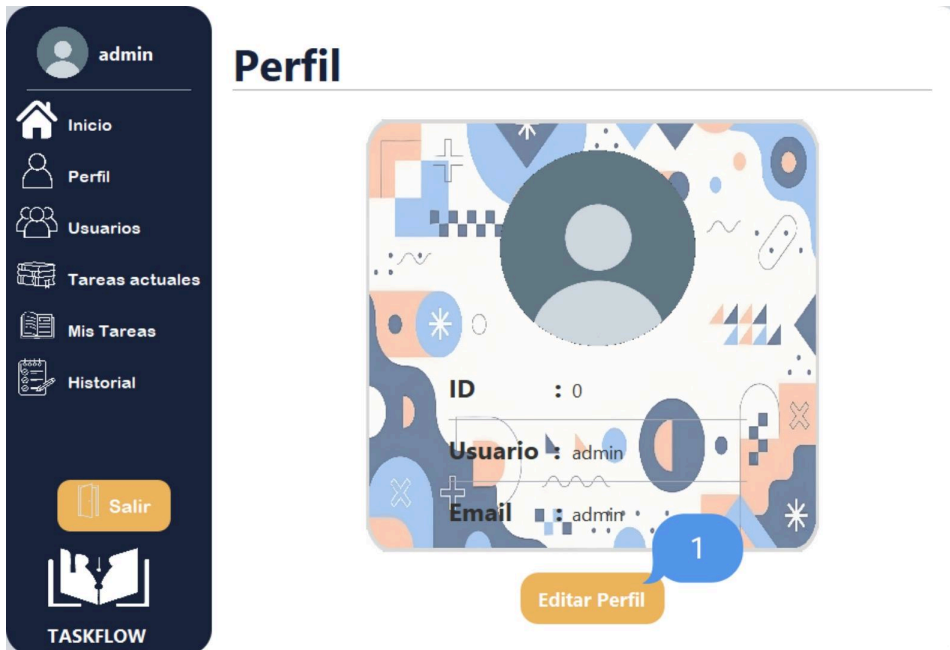 admin
Inicio
Perfil
Usuarios
Tareas actuales
Mis Tareas
Historial
Salir
TASKFLOW
Perfil
ID : 0
Usuario : admin
Email : admin
1
Editar Perfil